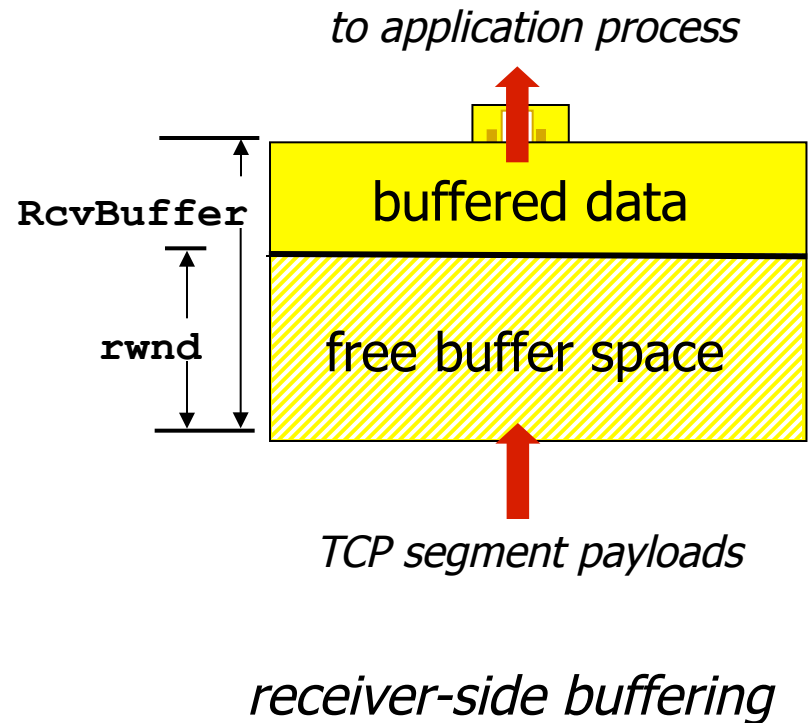 to application process
buffered data
RcvBuffer
rwnd
free buffer space
TCP segment payloads
receiver-side buffering